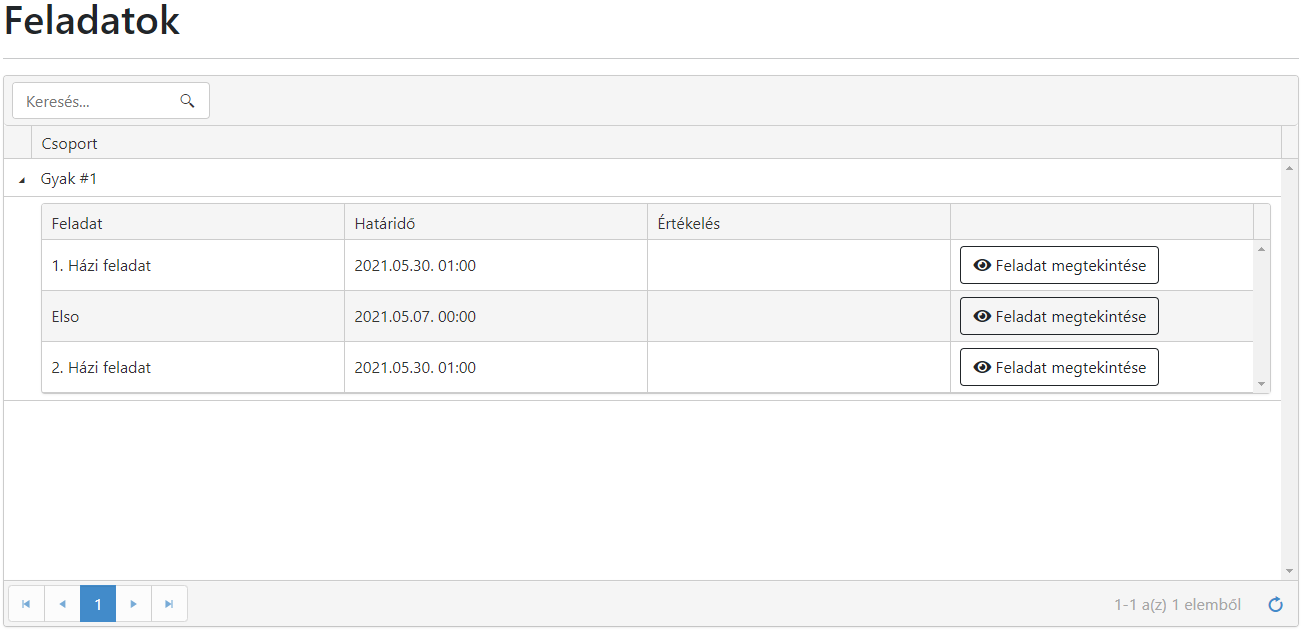 Feladatok
Keresés...
Csoport
Gyak #1
Feladat Határidő Értékelés
1. Házi feladat 2021.05.30. 01:00 Feladat megtekintése
Elso 2021.05.07. 00:00 Feladat megtekintése
2. Házi feladat 2021.05.30. 01:00 Feladat megtekintése
1 1-1 a(z) 1 elemből